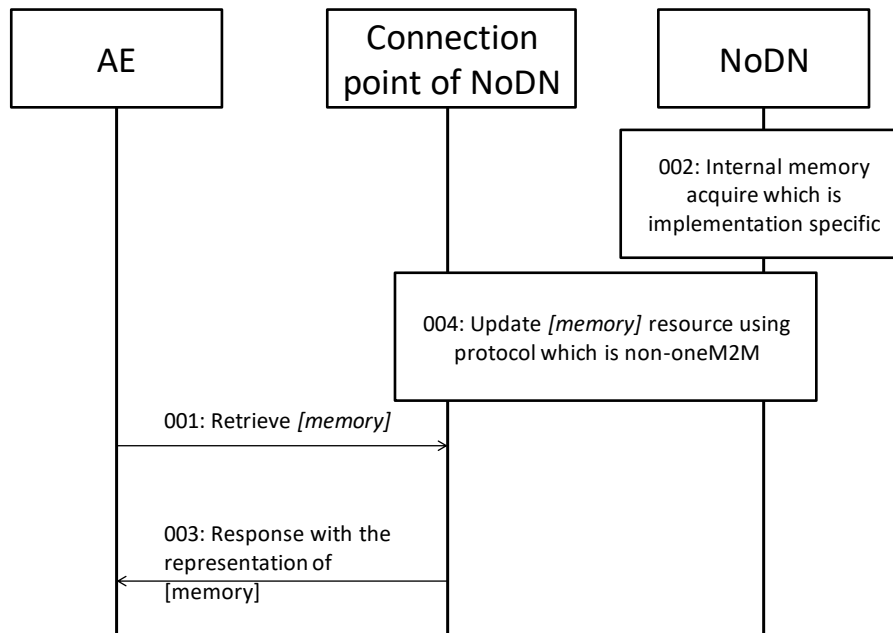 AE
Connection
point of NoDN
NoDN
002: Internal memory
acquire which is
implementation specific
004: Update [memory] resource using
protocol which is non-oneM2M
001: Retrieve [memory]
003: Response with the
representation of
[memory]